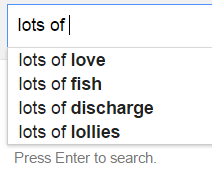 lots of
lots of love
lots of fish
lots of discharge
lots of lollies
Press Enter to search.